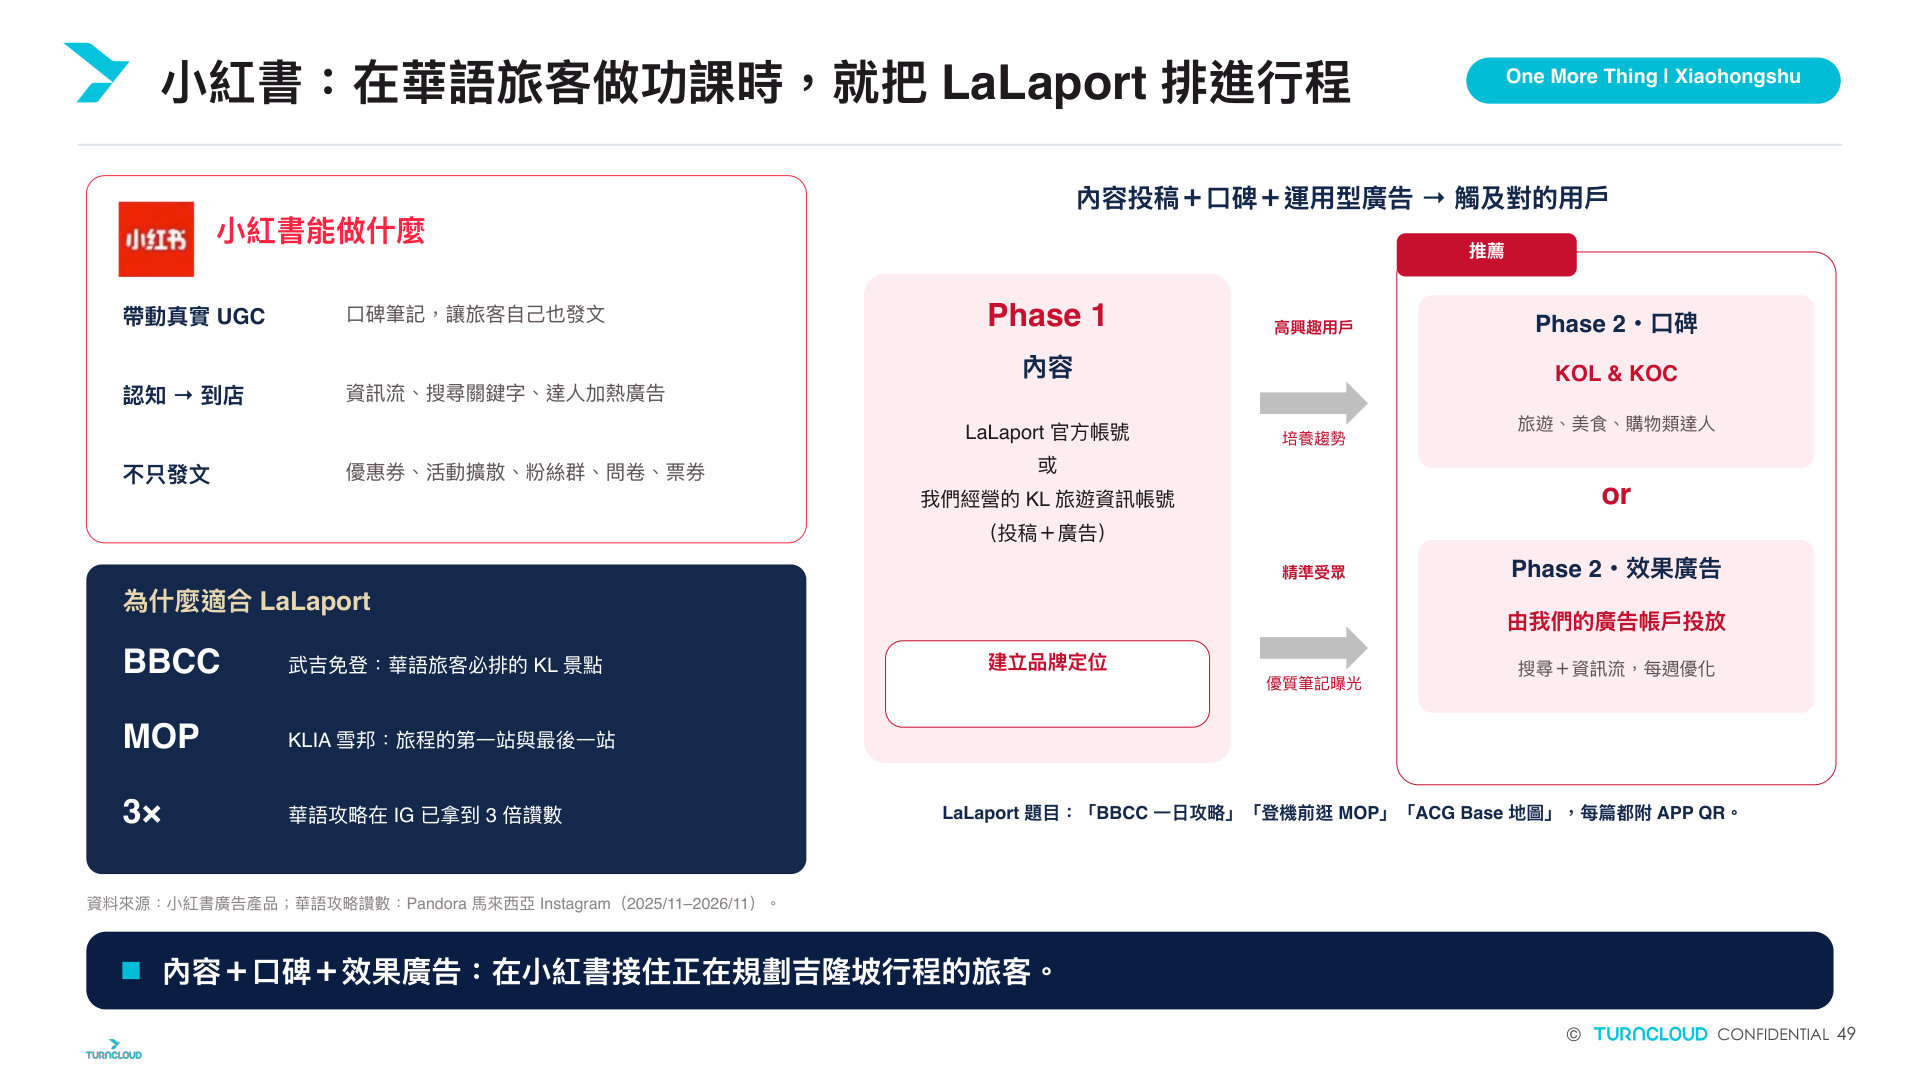 小紅書：在華語旅客做功課時，就把 LaLaport 排進行程
One More Thing | Xiaohongshu
小红书
小紅書能做什麼
帶動真實 UGC
口碑筆記，讓旅客自己也發文
認知 → 到店
資訊流、搜尋關鍵字、達人加熱廣告
不只發文
優惠券、活動擴散、粉絲群、問卷、票券
為什麼適合 LaLaport
BBCC
武吉免登：華語旅客必排的 KL 景點
MOP
KLIA 雪邦：旅程的第一站與最後一站
3×
華語攻略在 IG 已拿到 3 倍讚數
資料來源：小紅書廣告產品；華語攻略讚數：Pandora 馬來西亞 Instagram（2025/11–2026/11）。
內容投稿＋口碑＋運用型廣告 → 觸及對的用戶
Phase 1
內容
LaLaport 官方帳號
或
我們經營的 KL 旅遊資訊帳號
（投稿＋廣告）
建立品牌定位
高興趣用戶
培養趨勢
精準受眾
優質筆記曝光
推薦
Phase 2・口碑
KOL & KOC
旅遊、美食、購物類達人
or
Phase 2・效果廣告
由我們的廣告帳戶投放
搜尋＋資訊流，每週優化
LaLaport 題目：「BBCC 一日攻略」「登機前逛 MOP」「ACG Base 地圖」，每篇都附 APP QR。
內容＋口碑＋效果廣告：在小紅書接住正在規劃吉隆坡行程的旅客。
TURNCLOUD
© TURNCLOUD CONFIDENTIAL 49